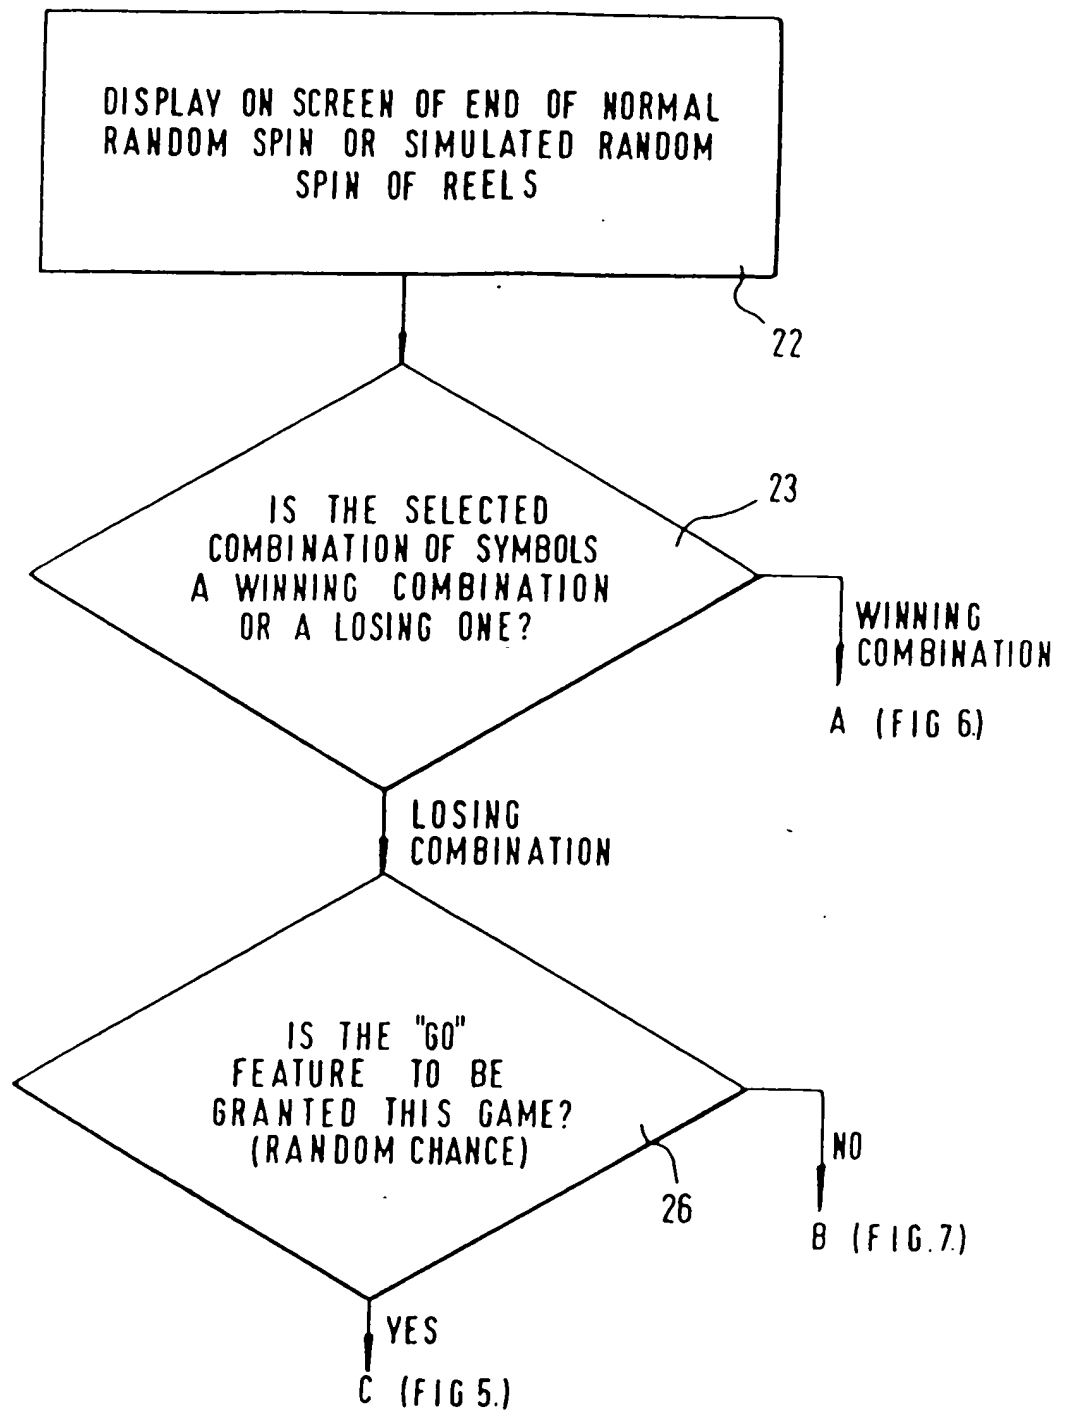 DISPLAY ON SCREEN OF END OF NORMAL
RANDOM SPIN OR SIMULATED RANDOM
SPIN OF REELS
22
23
IS THE SELECTED
COMBINATION OF SYMBOLS
A WINNING COMBINATION
OR A LOSING ONE?
WINNING
COMBINATION
A (FIG 6.)
LOSING
COMBINATION
IS THE "GO"
FEATURE TO BE
GRANTED THIS GAME?
(RANDOM CHANCE)
26
NO
B (FIG.7.)
YES
C (FIG 5.)